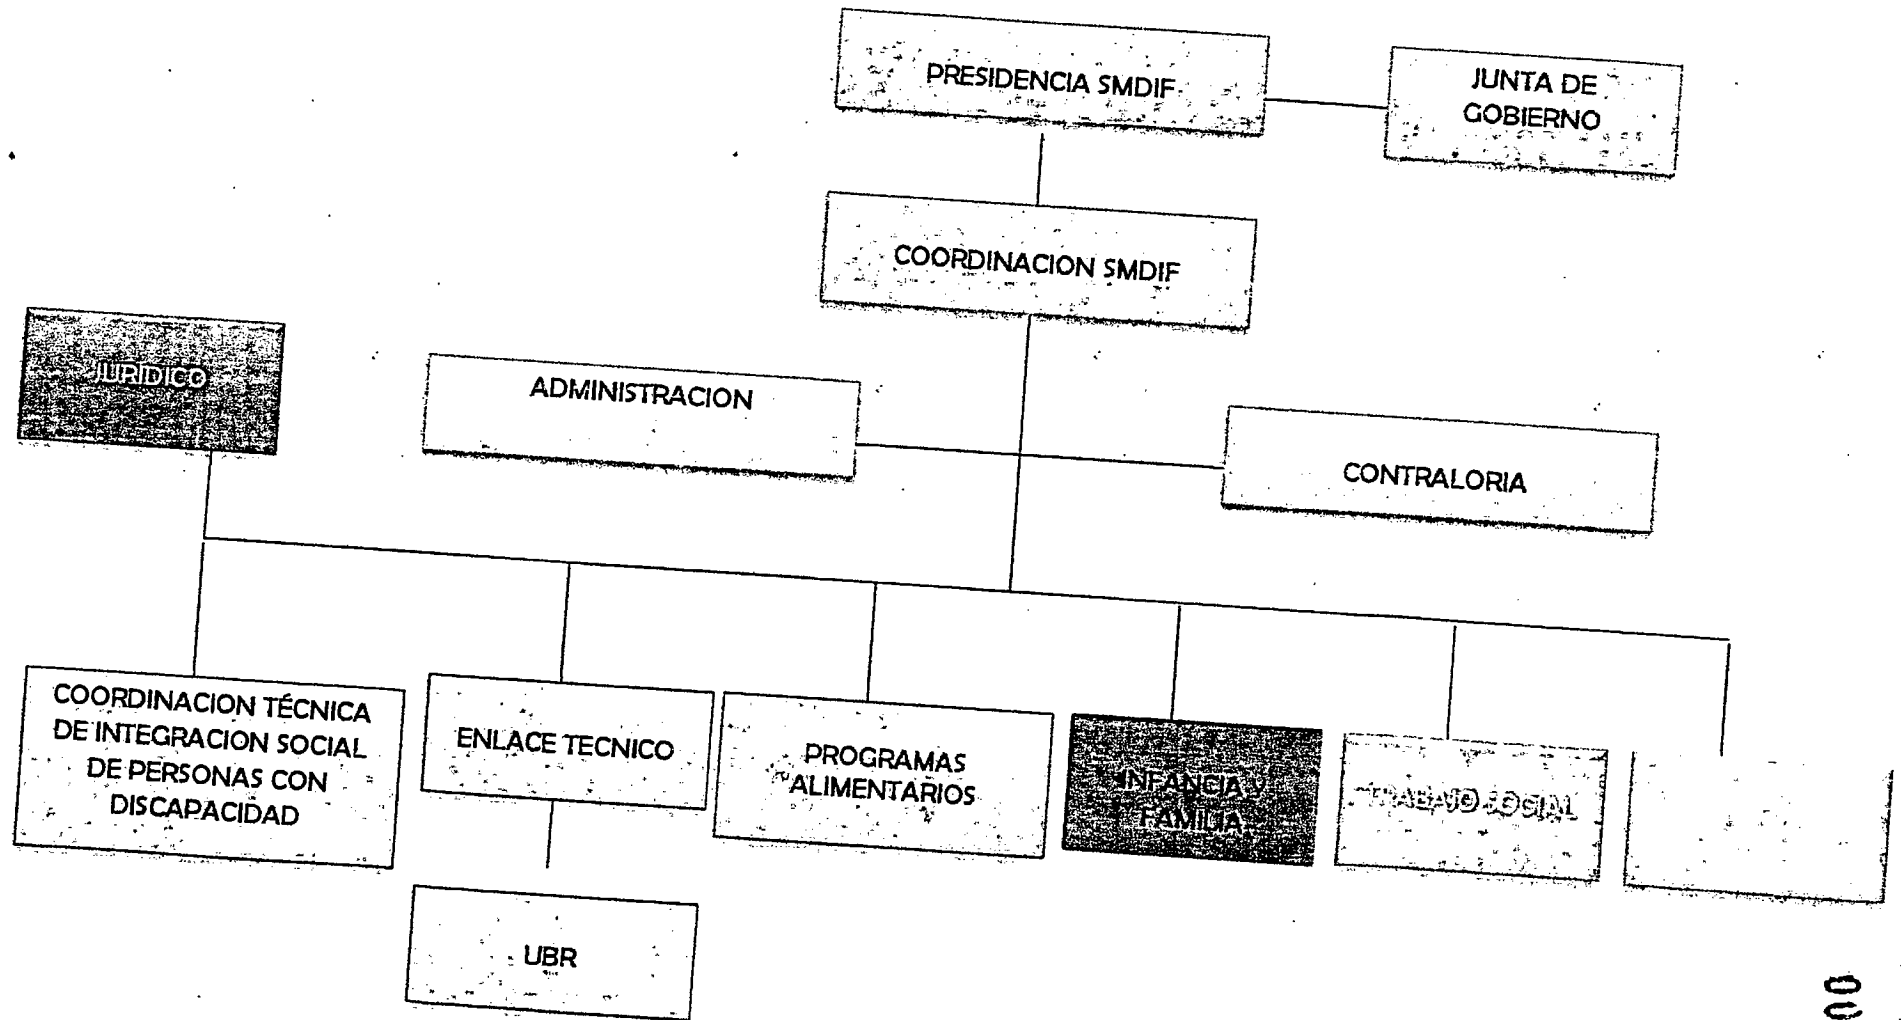 PRESIDENCIA SMDIF
JUNTA DE
GOBIERNO
COORDINACION SMDIF
JURIDICO
ADMINISTRACION
CONTRALORIA
COORDINACION TÉCNICA
DE INTEGRACION SOCIAL
DE PERSONAS CON
DISCAPACIDAD
ENLACE TECNICO
PROGRAMAS
ALIMENTARIOS
INFANCIA Y
FAMILIA
TRABAJO SOCIAL
UBR